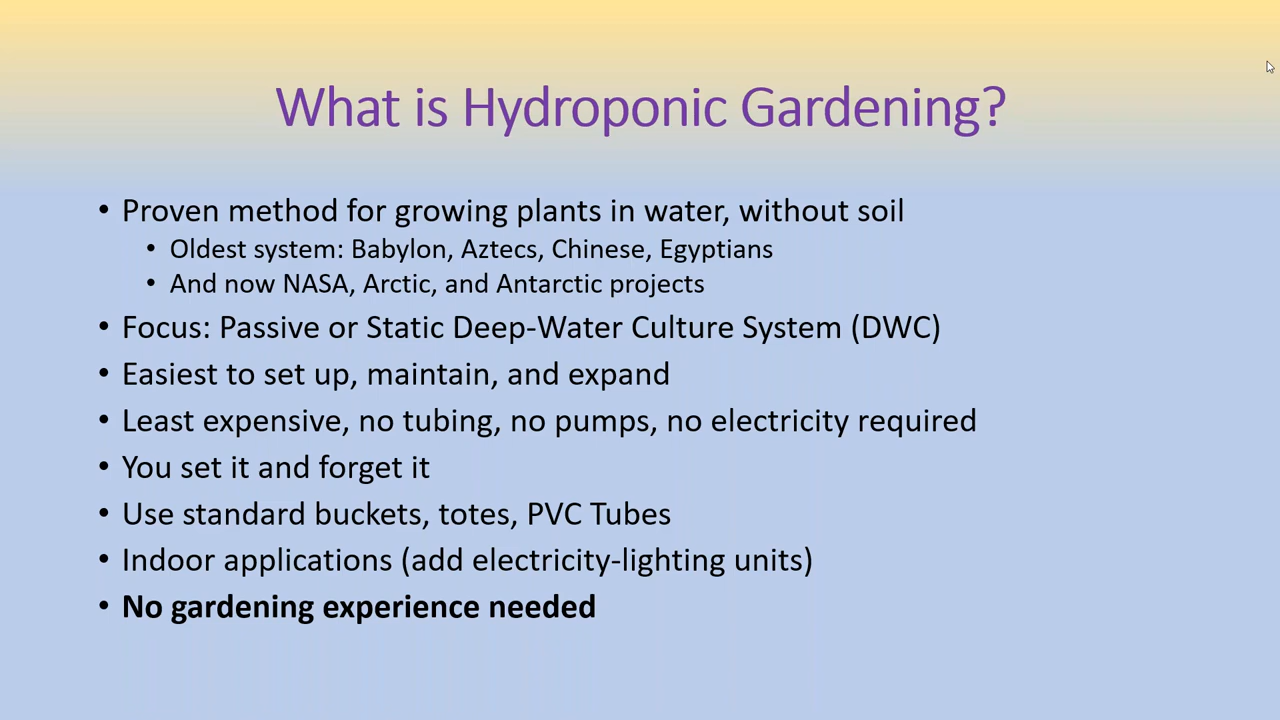 What is Hydroponic Gardening?
• Proven method for growing plants in water, without soil
• Oldest system: Babylon, Aztecs, Chinese, Egyptians
• And now NASA, Arctic, and Antarctic projects
• Focus: Passive or Static Deep-Water Culture System (DWC)
• Easiest to set up, maintain, and expand
• Least expensive, no tubing, no pumps, no electricity required
• You set it and forget it
• Use standard buckets, totes, PVC Tubes
• Indoor applications (add electricity-lighting units)
• No gardening experience needed